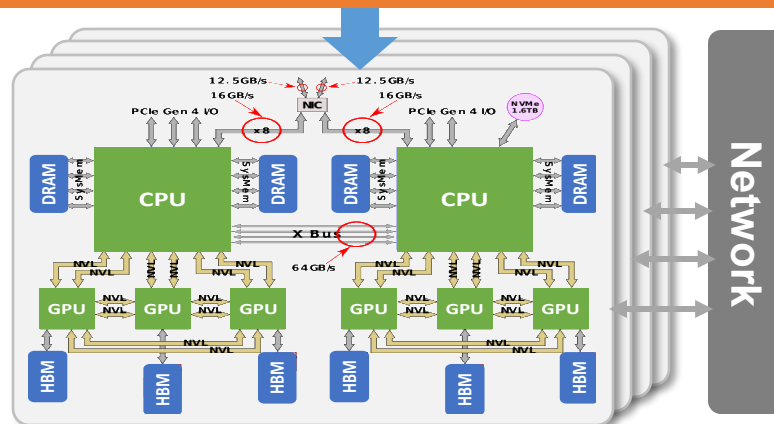 12.5GB/s
12.5GB/s
16GB/s
16GB/s
NIC
PCIe Gen 4 I/O
PCIe Gen 4 I/O
NVMe
1.6TB
x8
x8
DRAM
SysMem
CPU
SysMem
DRAM
DRAM
SysMem
CPU
SysMem
DRAM
X Bus
64GB/s
NVL
NVL
NVL
NVL
NVL
NVL
NVL
NVL
NVL
NVL
NVL
NVL
GPU
NVL
NVL
GPU
NVL
NVL
GPU
GPU
NVL
NVL
GPU
NVL
NVL
GPU
NVL
NVL
NVL
NVL
HBM
HBM
HBM
HBM
HBM
HBM
Network